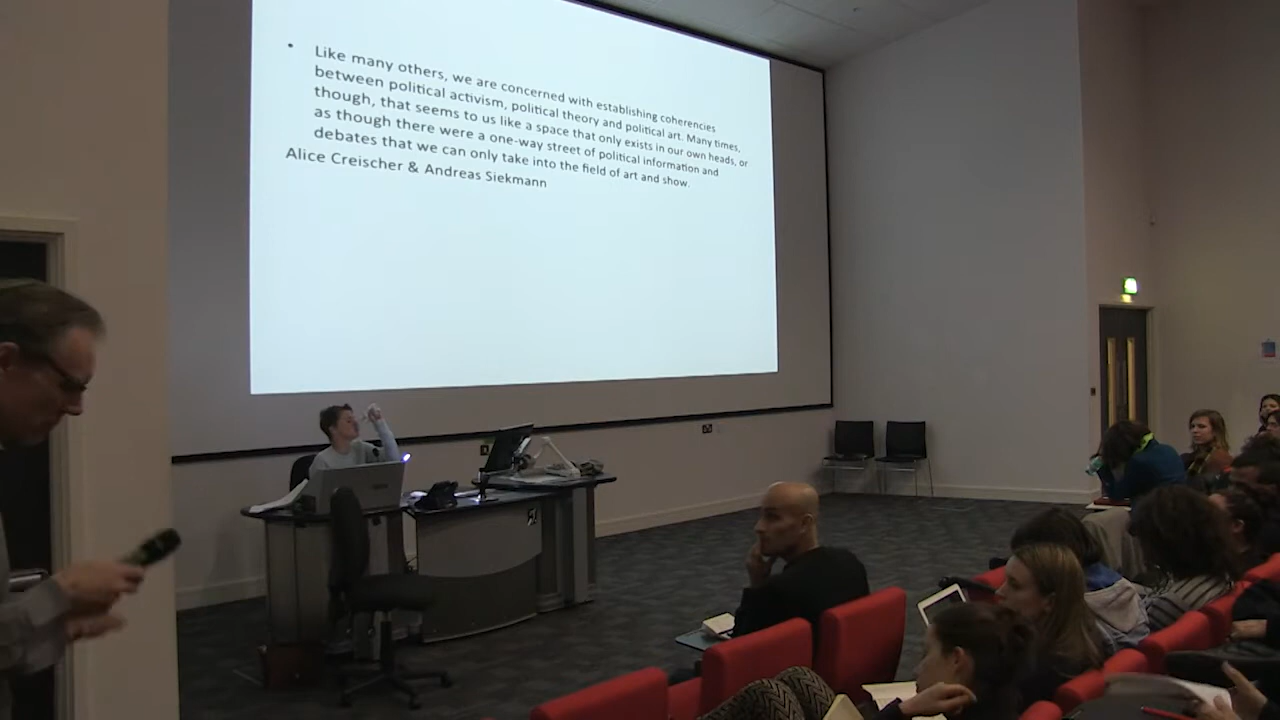 • Like many others, we are concerned with establishing coherencies
between political activism, political theory and political art. Many times,
though, that seems to us like a space that only exists in our own heads, or
as though there were a one-way street of political information and
debates that we can only take into the field of art and show.
Alice Creischer & Andreas Siekmann